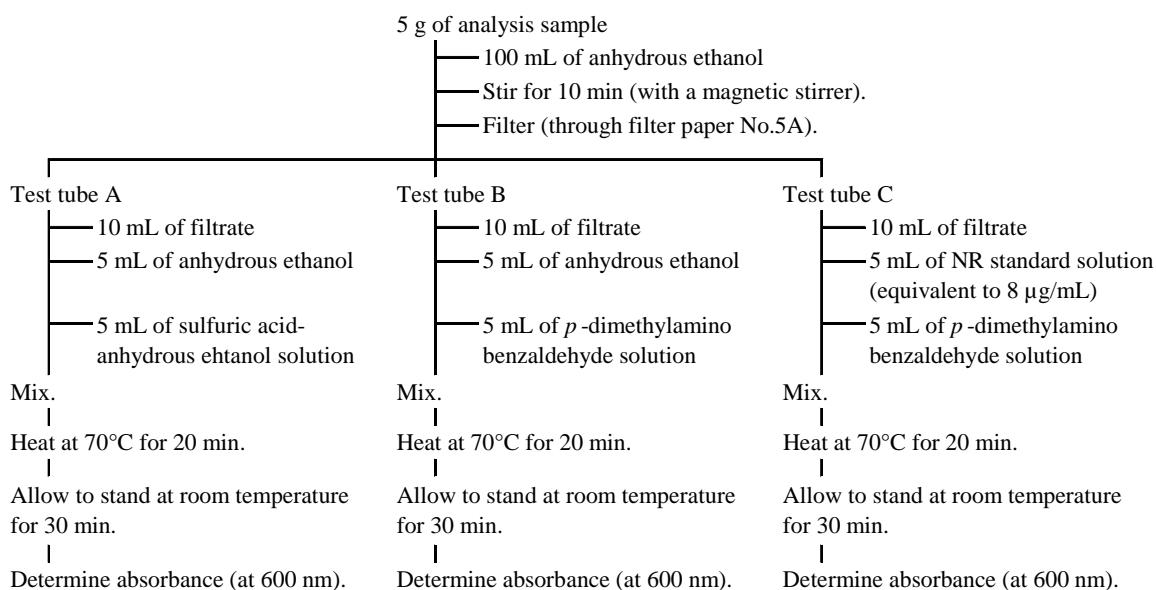 5 g of analysis sample
100 mL of anhydrous ethanol
Stir for 10 min (with a magnetic stirrer).
Filter (through filter paper No.5A).
Test tube A
10 mL of filtrate
5 mL of anhydrous ethanol
5 mL of sulfuric acid-
anhydrous ehtanol solution
Mix.
Heat at 70°C for 20 min.
Allow to stand at room temperature
for 30 min.
Determine absorbance (at 600 nm).
Test tube B
10 mL of filtrate
5 mL of anhydrous ethanol
5 mL of p -dimethylamino
benzaldehyde solution
Mix.
Heat at 70°C for 20 min.
Allow to stand at room temperature
for 30 min.
Determine absorbance (at 600 nm).
Test tube C
10 mL of filtrate
5 mL of NR standard solution
(equivalent to 8 µg/mL)
5 mL of p -dimethylamino
benzaldehyde solution
Mix.
Heat at 70°C for 20 min.
Allow to stand at room temperature
for 30 min.
Determine absorbance (at 600 nm).